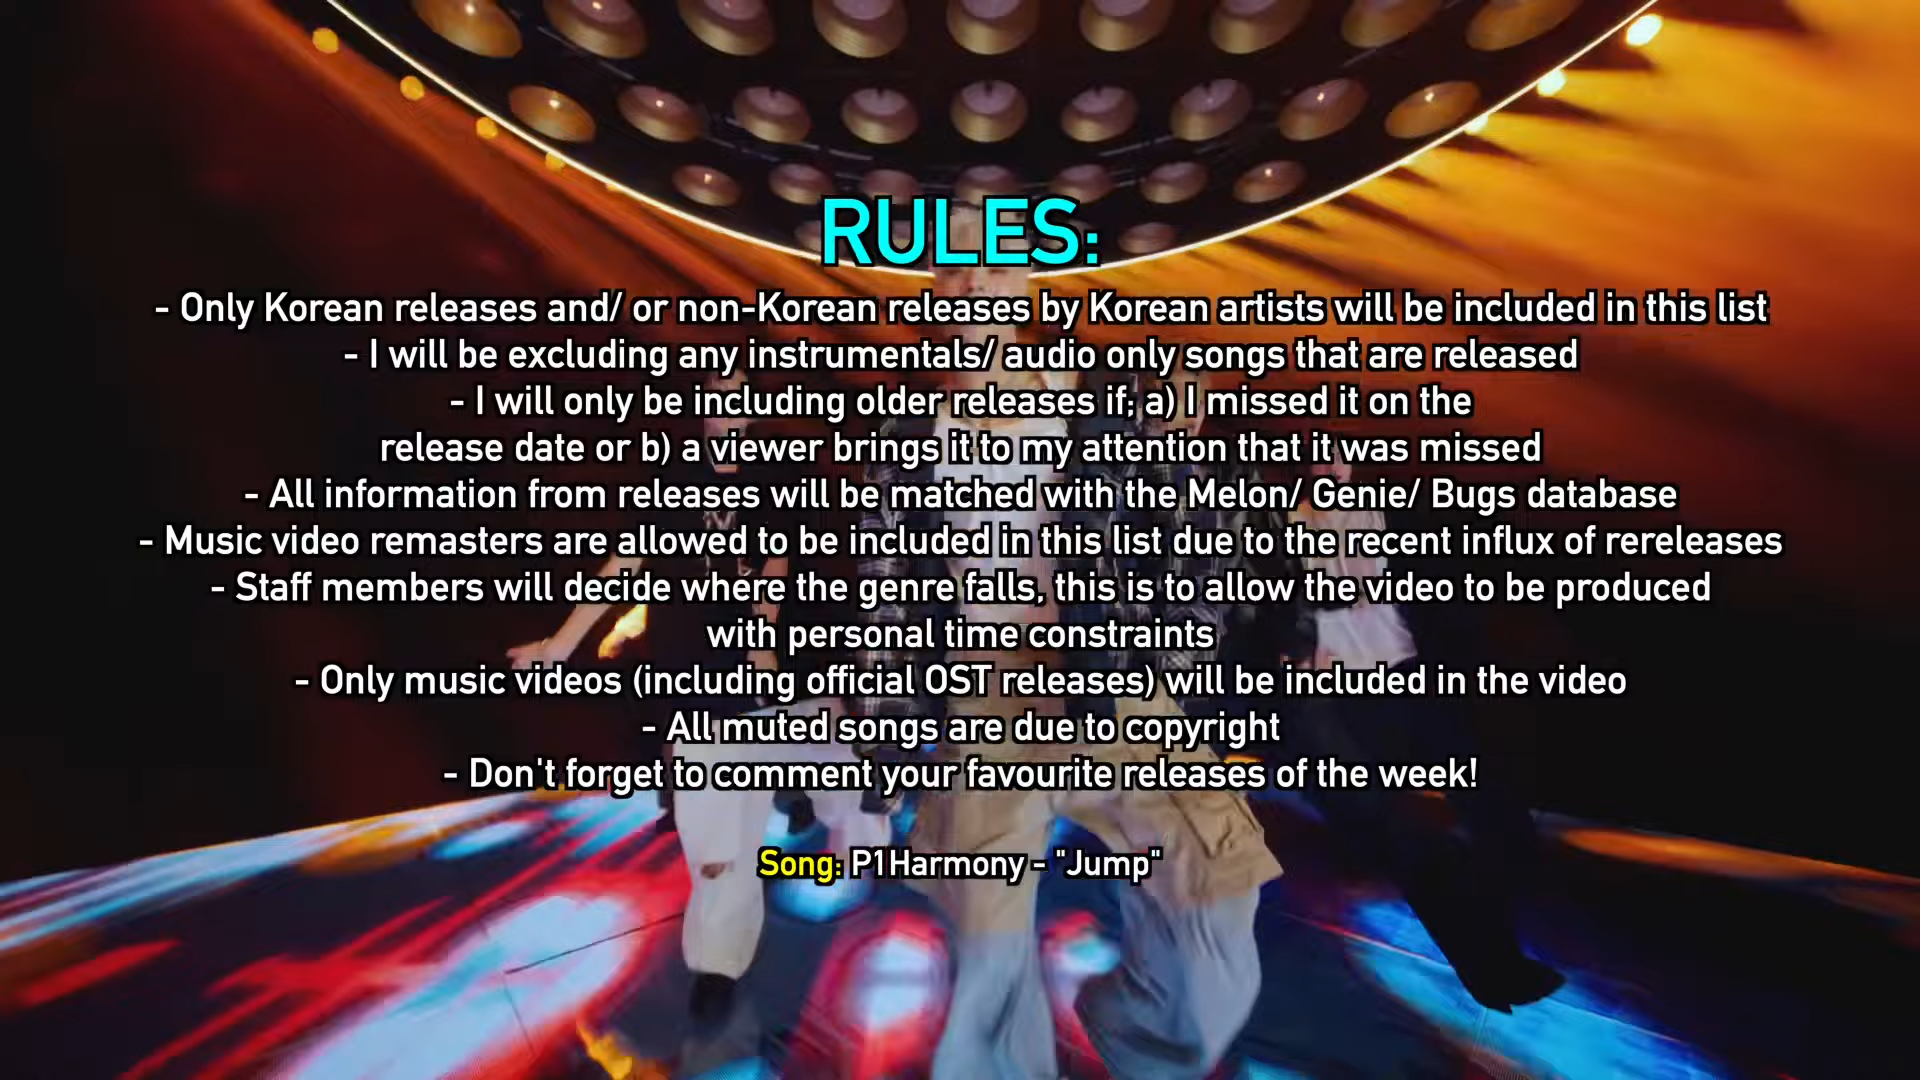 RULES:
- Only Korean releases and/ or non-Korean releases by Korean artists will be included in this list
- I will be excluding any instrumentals/ audio only songs that are released
- I will only be including older releases if; a) I missed it on the
release date or b) a viewer brings it to my attention that it was missed
- All information from releases will be matched with the Melon/ Genie/ Bugs database
- Music video remasters are allowed to be included in this list due to the recent influx of rereleases
- Staff members will decide where the genre falls, this is to allow the video to be produced
with personal time constraints
- Only music videos (including official OST releases) will be included in the video
- All muted songs are due to copyright
- Don't forget to comment your favourite releases of the week!
Song: P1Harmony - "Jump"